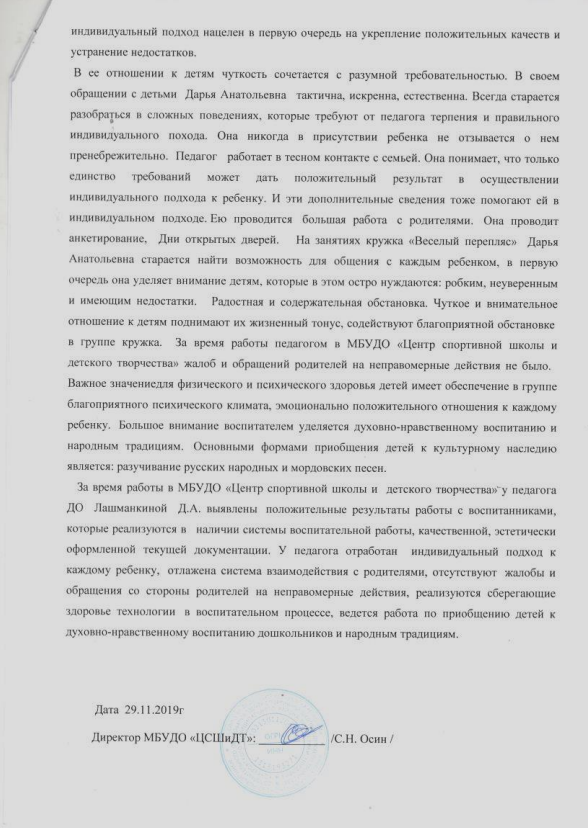 индивидуальный подход нацелен в первую очередь на укрепление положительных качеств и
устранение недостатков.
В ее отношении к детям чуткость сочетается с разумной требовательностью. В своем
обращении с детьми Дарья Анатольевна тактична, искренна, естественна. Всегда старается
разобраться в сложных поведениях, которые требуют от педагога терпения и правильного
индивидуального похода. Она никогда в присутствии ребенка не отзывается о нем
пренебрежительно. Педагог работает в тесном контакте с семьей. Она понимает, что только
единство требований может дать положительный результат в осуществлении
индивидуального подхода к ребенку. И эти дополнительные сведения тоже помогают ей в
индивидуальном подходе. Ею проводится большая работа с родителями. Она проводит
анкетирование, Дни открытых дверей. На занятиях кружка «Веселый перепляс» Дарья
Анатольевна старается найти возможность для общения с каждым ребенком, в первую
очередь она уделяет внимание детям, которые в этом остро нуждаются: робким, неуверенным
и имеющим недостатки. Радостная и содержательная обстановка. Чуткое и внимательное
отношение к детям поднимают их жизненный тонус, содействуют благоприятной обстановке
в группе кружка. За время работы педагогом в МБУДО «Центр спортивной школы и
детского творчества» жалоб и обращений родителей на неправомерные действия не было.
Важное значениедля физического и психического здоровья детей имеет обеспечение в группе
благоприятного психического климата, эмоционально положительного отношения к каждому
ребенку. Большое внимание воспитателем уделяется духовно-нравственному воспитанию и
народным традициям. Основными формами приобщения детей к культурному наследию
является: разучивание русских народных и мордовских песен.
За время работы в МБУДО «Центр спортивной школы и детского творчества» у педагога
ДО Лашманкиной Д.А. выявлены положительные результаты работы с воспитанниками,
которые реализуются в наличии системы воспитательной работы, качественной, эстетически
оформленной текущей документации. У педагога отработан индивидуальный подход к
каждому ребенку, отлажена система взаимодействия с родителями, отсутствуют жалобы и
обращения со стороны родителей на неправомерные действия, реализуются сберегающие
здоровье технологии в воспитательном процессе, ведется работа по приобщению детей к
духовно-нравственному воспитанию дошкольников и народным традициям.
Дата 29.11.2019г
Директор МБУДО «ЦСШиДТ»: ____________ /С.Н. Осин /